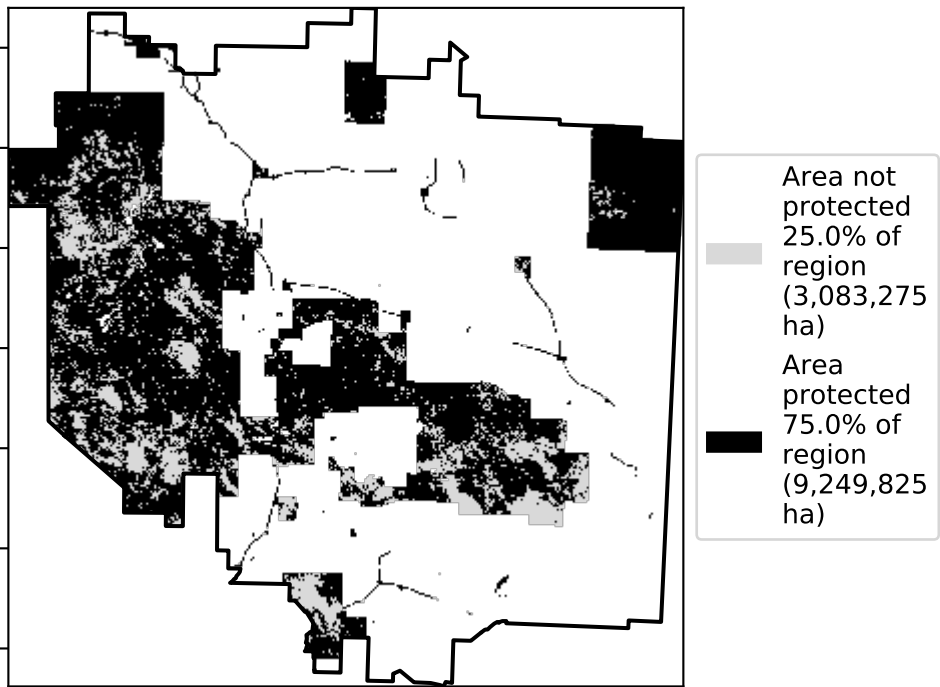 Area not
protected
25.0% of
region
(3,083,275
ha)
Area
protected
75.0% of
region
(9,249,825
ha)